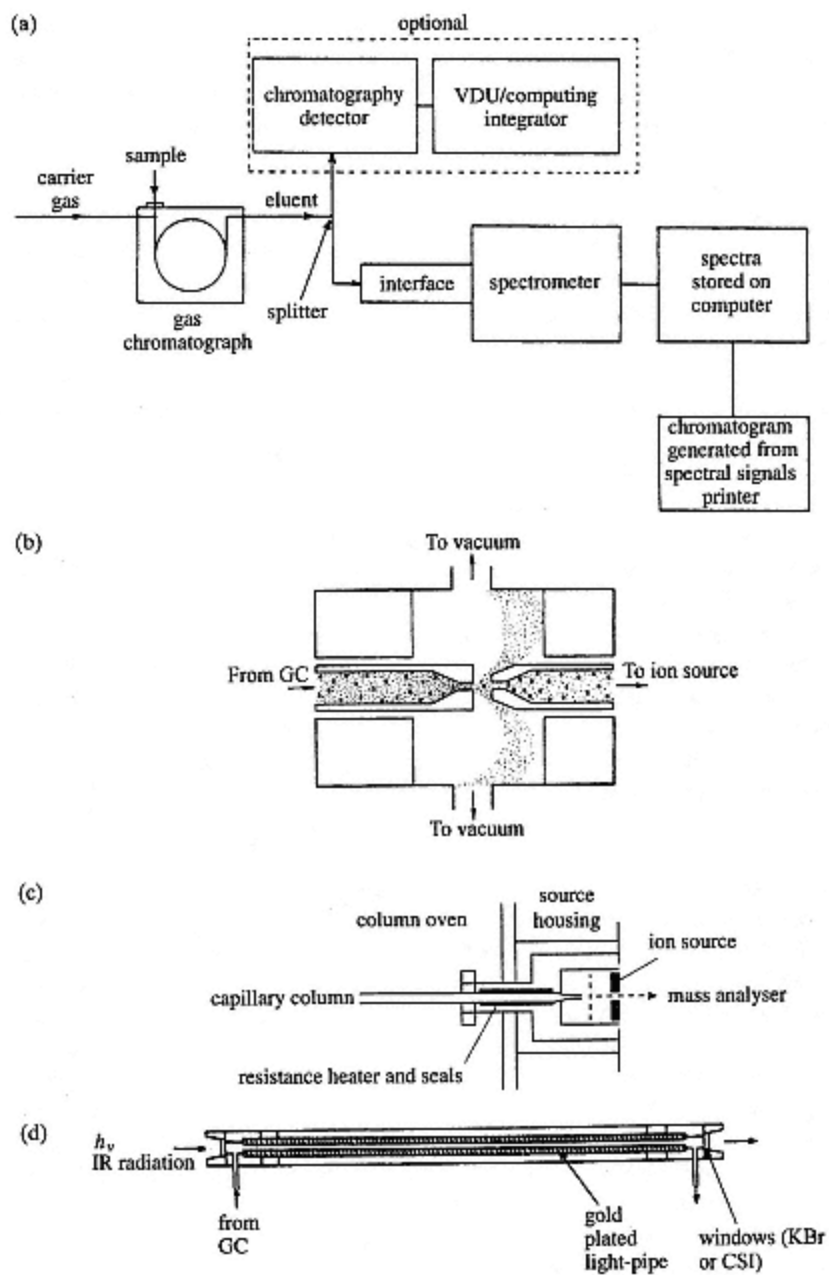 (a)
optional
chromatography
detector
VDU/computing
integrator
sample
carrier
gas
eluent
splitter
gas
chromatograph
interface
spectrometer
spectra
stored on
computer
chromatogram
generated from
spectral signals
printer
(b)
To vacuum
From GC
To ion source
To vacuum
(c)
column oven
source
housing
ion source
capillary column
mass analyser
resistance heater and seals
(d)
hν
IR radiation
from
GC
gold
plated
light-pipe
windows (KBr
or CSI)